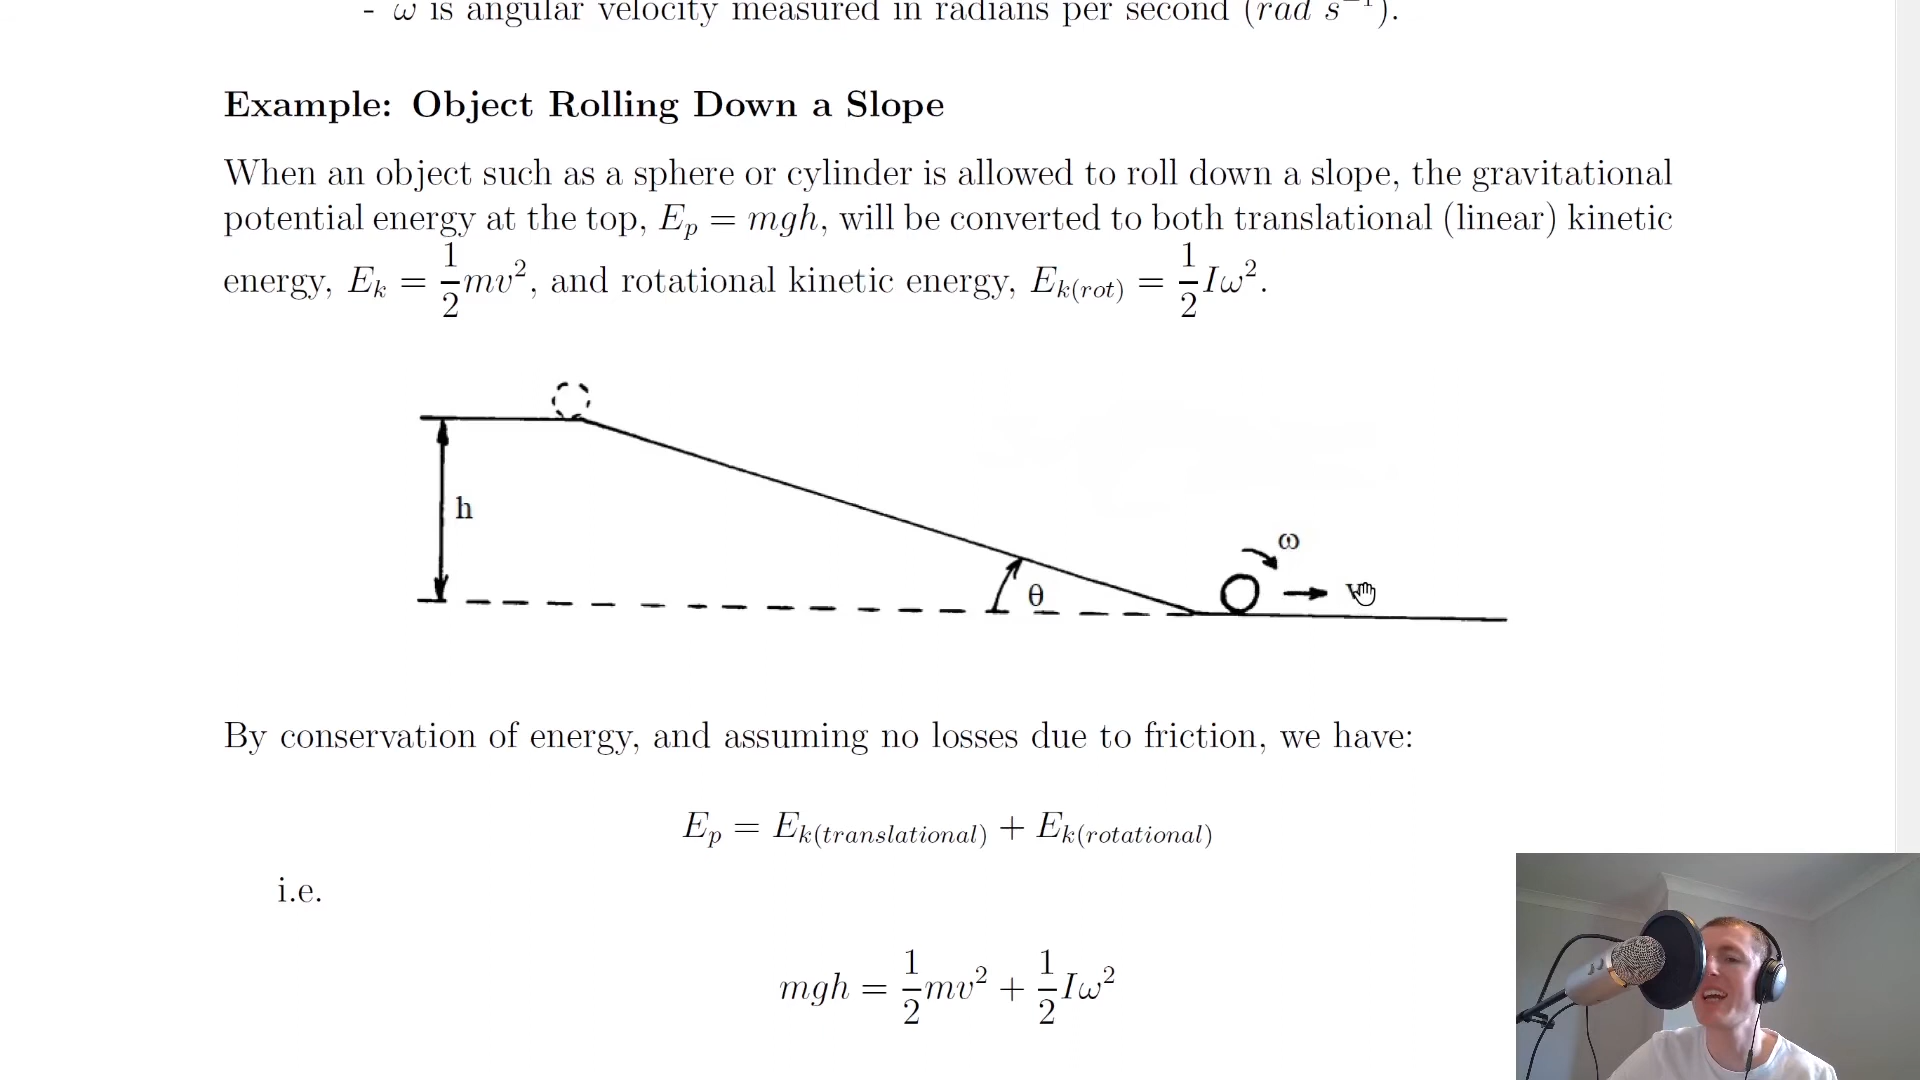 - ω is angular velocity measured in radians per second (rad s⁻¹).
Example: Object Rolling Down a Slope
When an object such as a sphere or cylinder is allowed to roll down a slope, the gravitational
potential energy at the top, Eₚ = mgh, will be converted to both translational (linear) kinetic
energy, Eₖ = 1/2 mv², and rotational kinetic energy, Eₖ₍rot₎ = 1/2 Iω².
h
ω
θ
v
By conservation of energy, and assuming no losses due to friction, we have:
Eₚ = Eₖ₍translational₎ + Eₖ₍rotational₎
i.e.
mgh = 1/2 mv² + 1/2 Iω²